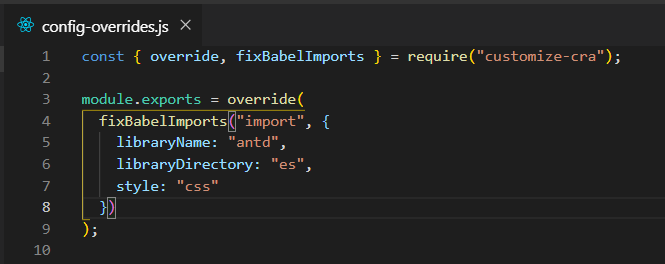 config-overrides.js
1 const { override, fixBabelImports } = require("customize-cra");
2
3 module.exports = override(
4   fixBabelImports("import", {
5     libraryName: "antd",
6     libraryDirectory: "es",
7     style: "css"
8   })
9 );
10